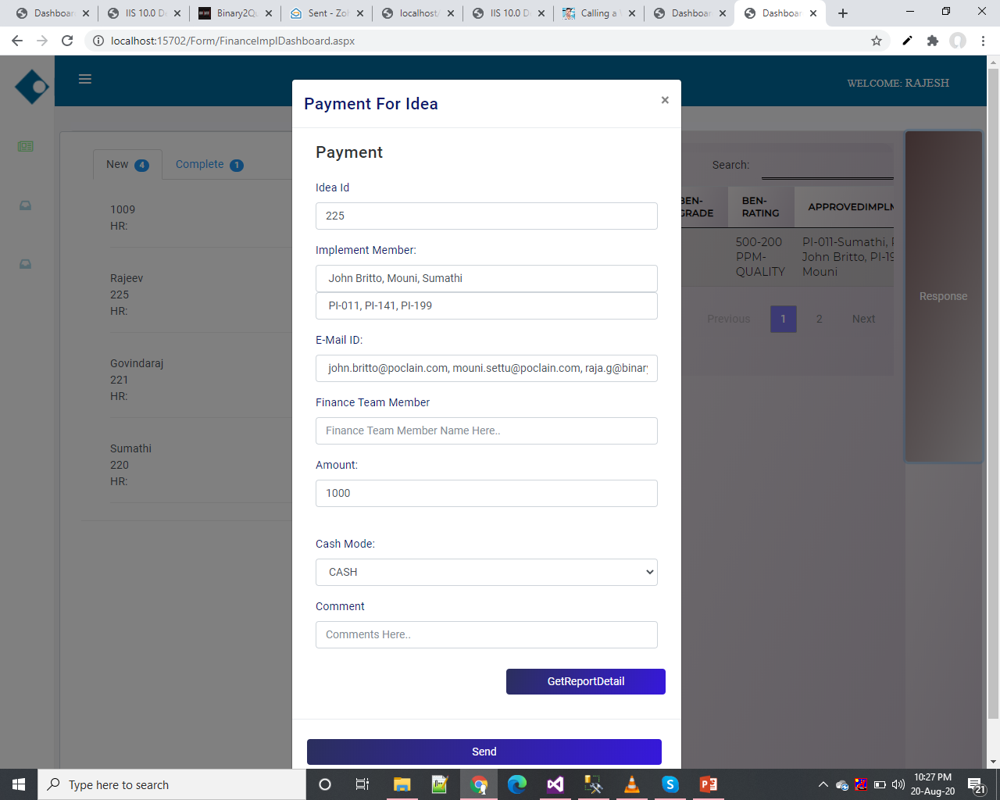 Dashboar
IIS 10.0 D
Binary2Qu
Sent - Zoh
localhost/
IIS 10.0 D
Calling a
Dashboar
Dashboar
localhost:15702/Form/FinanceImplDashboard.aspx
WELCOME: RAJESH
Payment For Idea
×
Payment
New 4
Complete 1
Search:
Idea Id
225
BEN-GRADE
BEN-RATING
APPROVEDIMPLM
1009
HR:
500-200 PPM-QUALITY
PI-011-Sumathi,
John Britto, PI-19
Mouni
Implement Member:
John Britto, Mouni, Sumathi
PI-011, PI-141, PI-199
Rajeev
225
HR:
Response
Previous
1
2
Next
E-Mail ID:
john.britto@poclain.com, mouni.settu@poclain.com, raja.g@binary
Govindaraj
221
HR:
Finance Team Member
Finance Team Member Name Here..
Sumathi
220
HR:
Amount:
1000
Cash Mode:
CASH
Comment
Comments Here..
GetReportDetail
Send
Type here to search
10:27 PM
20-Aug-20
21